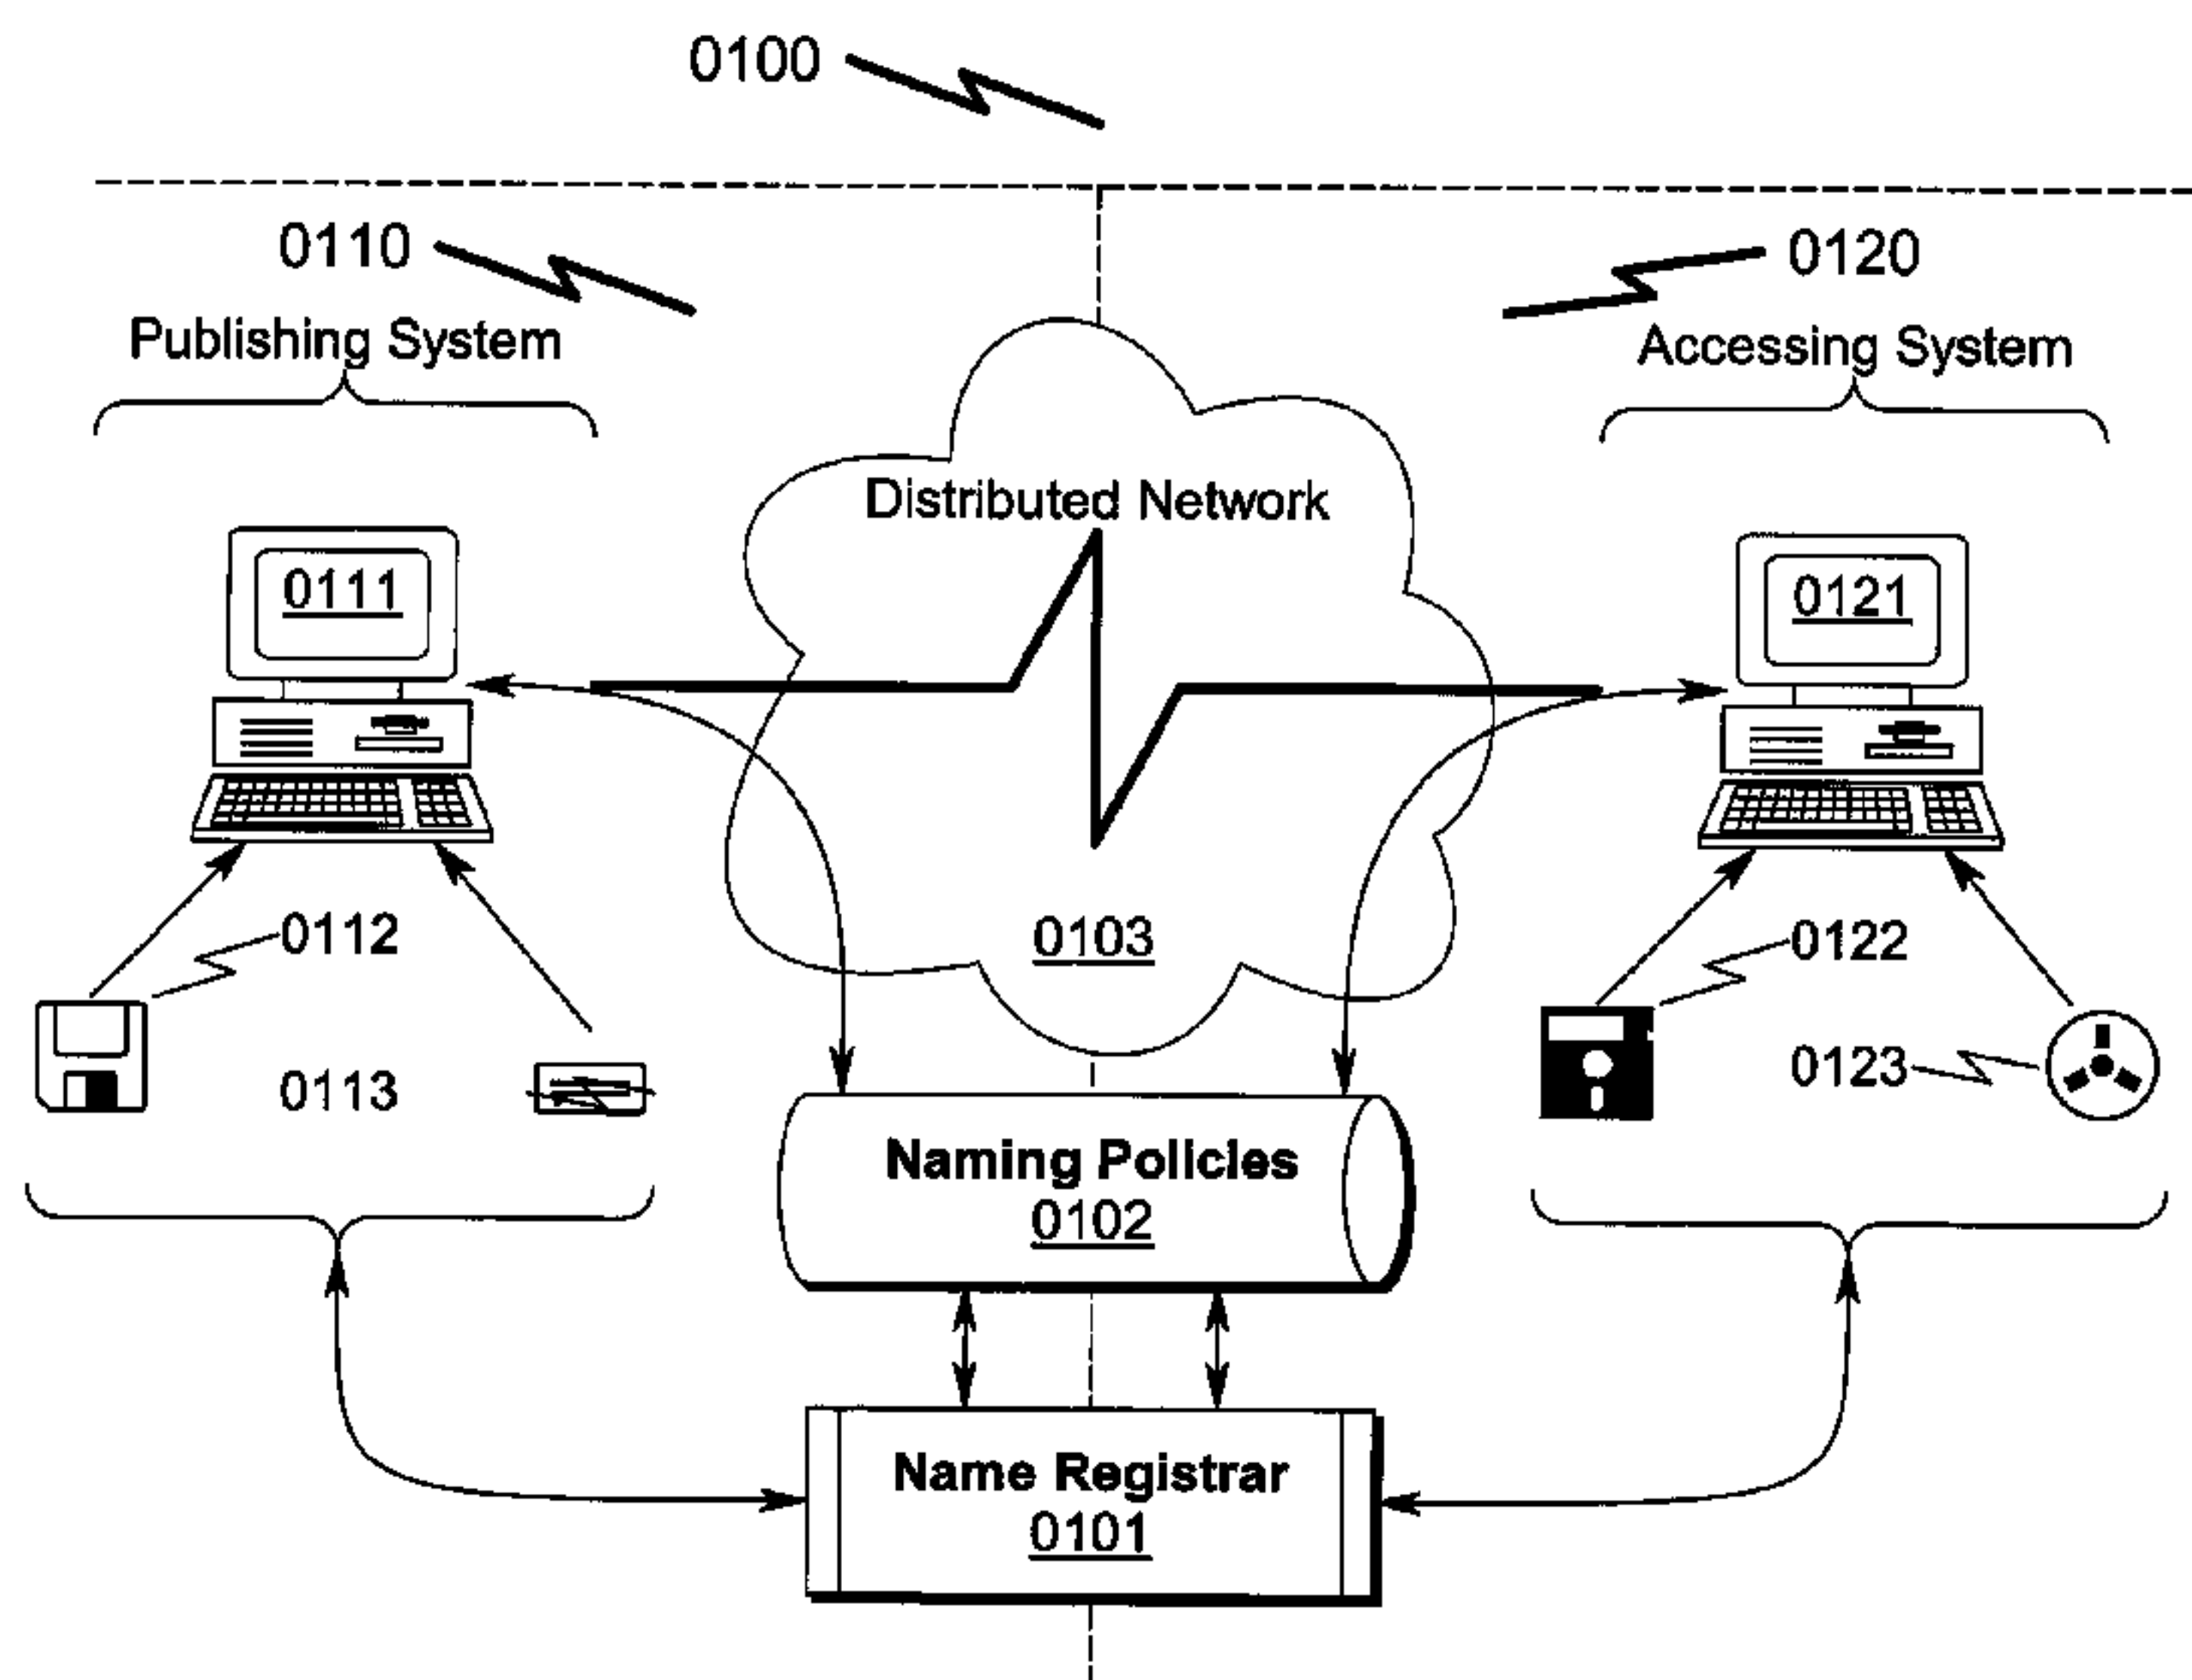 0100
0110
0120
Publishing System
Accessing System
Distributed Network
0111
0121
0112
0103
0122
0113
0123
Naming Policies
0102
Name Registrar
0101